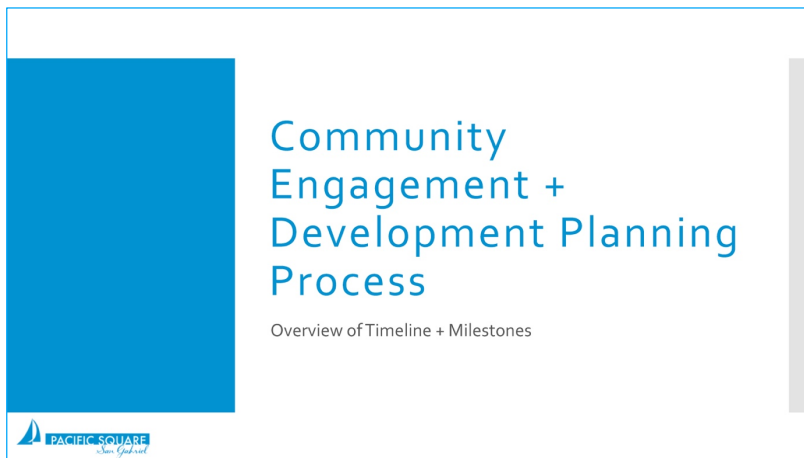 Community
Engagement +
Development Planning
Process
Overview of Timeline + Milestones
PACIFIC SQUARE
San Gabriel